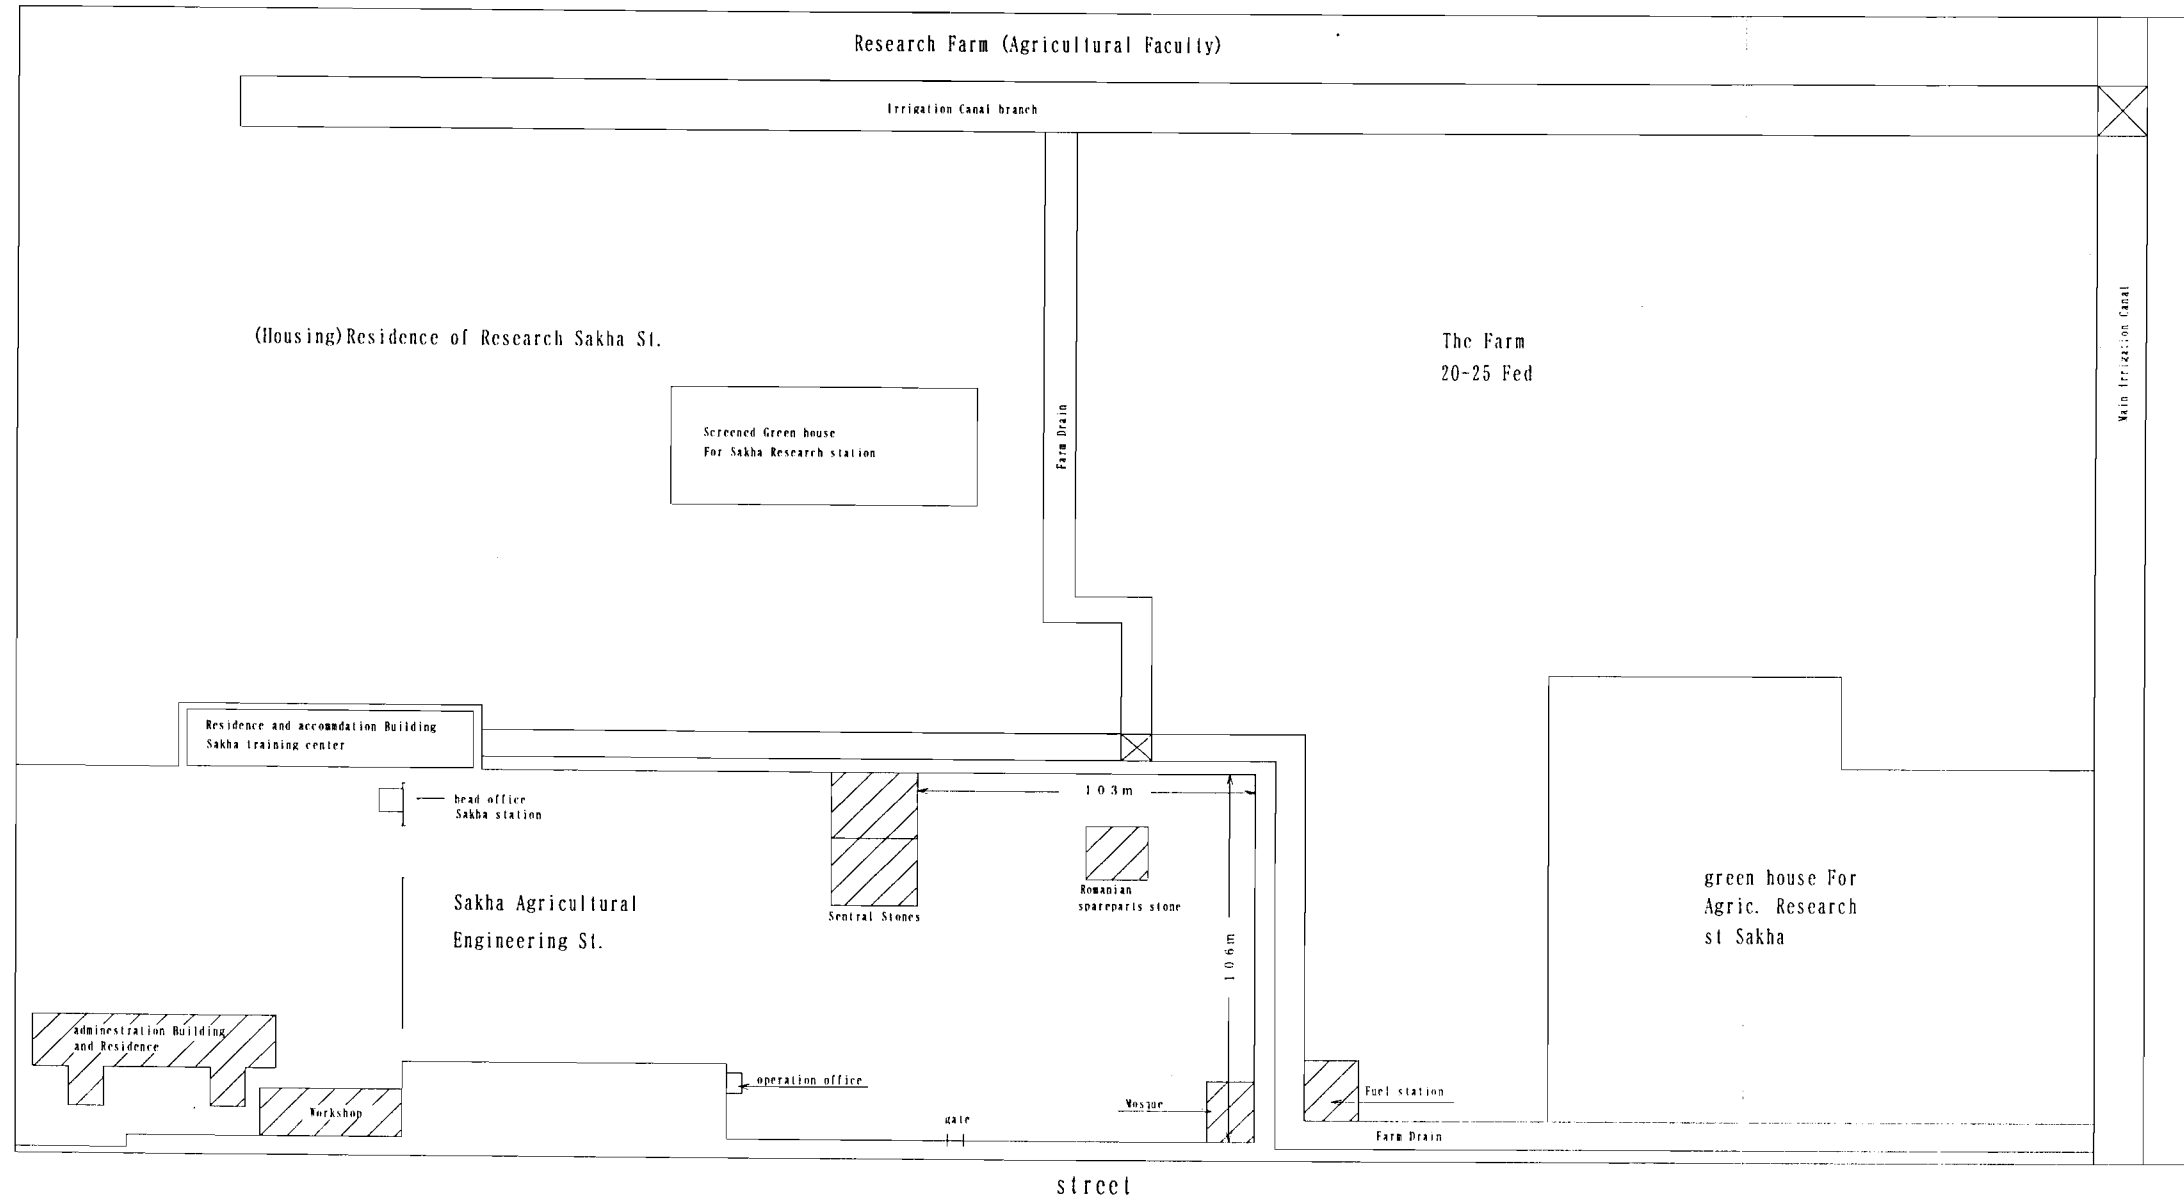 Research Farm (Agricultural Faculty)
Irrigation Canal branch
(Housing)Residence of Research Sakha St.
The Farm
20-25 Fed
Main irrigation Canal
Screened Green house
For Sakha Research station
Farm Drain
Residence and accomndation Building
Sakha training center
head office
Sakha station
103m
Romanian
spareparts stone
Sentral Stones
Sakha Agricultural
Engineering St.
106m
green house For
Agric. Research
st Sakha
adminestration Building
and Residence
Workshop
operation office
gate
Mosque
Fuel station
Farm Drain
street